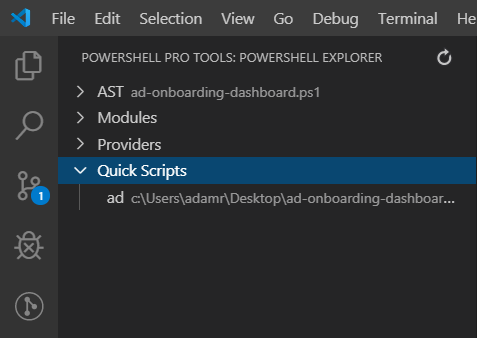 File Edit Selection View Go Debug Terminal He
POWERSHELL PRO TOOLS: POWERSHELL EXPLORER
AST ad-onboarding-dashboard.ps1
Modules
Providers
Quick Scripts
1
ad c:\Users\adamr\Desktop\ad-onboarding-dashboar...